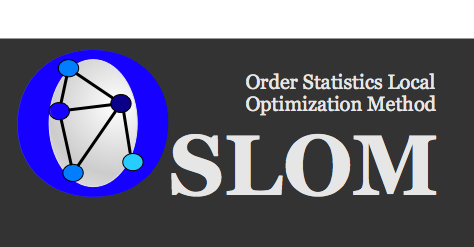 Order Statistics Local
Optimization Method
OSLOM